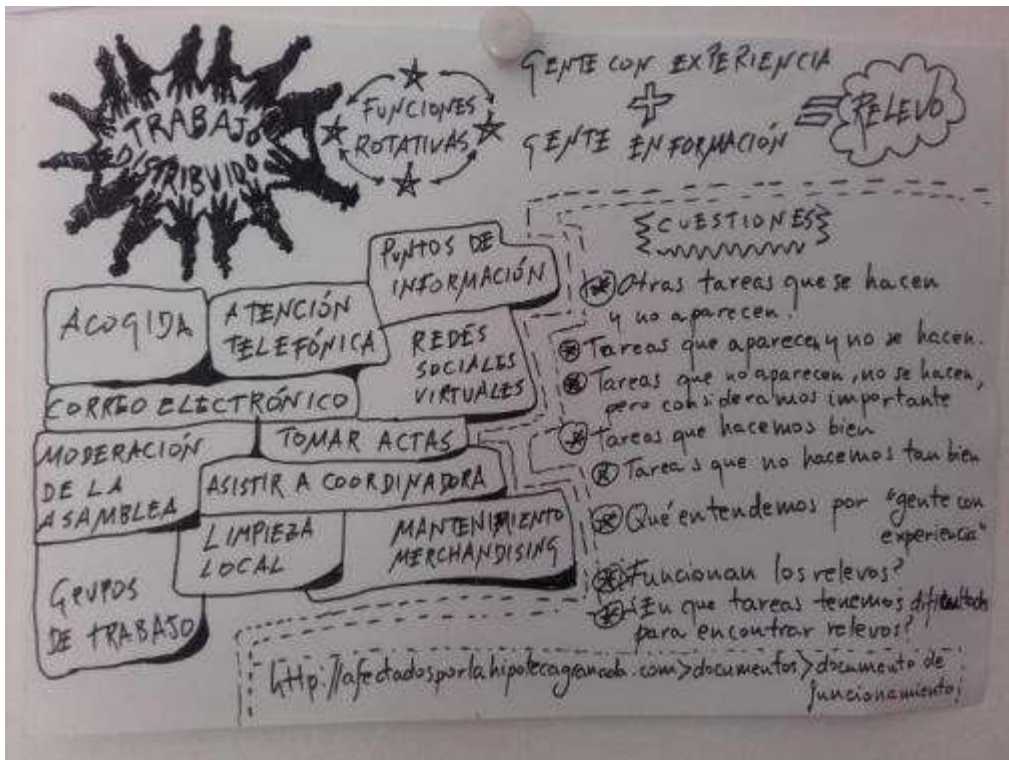 TRABAJO
DISTRIBUIDO
FUNCIONES
ROTATIVAS
GENTE CON EXPERIENCIA
+
GENTE EN FORMACIÓN
= RELEVO
ACOGIDA
ATENCIÓN
TELEFÓNICA
PUNTOS DE
INFORMACIÓN
REDES
SOCIALES
VIRTUALES
CORREO ELECTRÓNICO
MODERACIÓN
DE LA
ASAMBLEA
TOMAR ACTAS
ASISTIR A COORDINADORA
LIMPIEZA
LOCAL
MANTENIMIENTO
MERCHANDISING
GRUPOS
DE TRABAJO
CUESTIONES
Otras tareas que se hacen
y no aparecen.
Tareas que aparecen y no se hacen.
Tareas que no aparecen, no se hacen,
pero consideramos importante
Tareas que hacemos bien
Tareas que no hacemos tan bien
Qué entendemos por "gente con
experiencia"
¿Funcionan los relevos?
¿En que tareas tenemos
para encontrar relevos?
http://afectadosporlahipotecagranada.com>documentos>documento de
funcionamiento